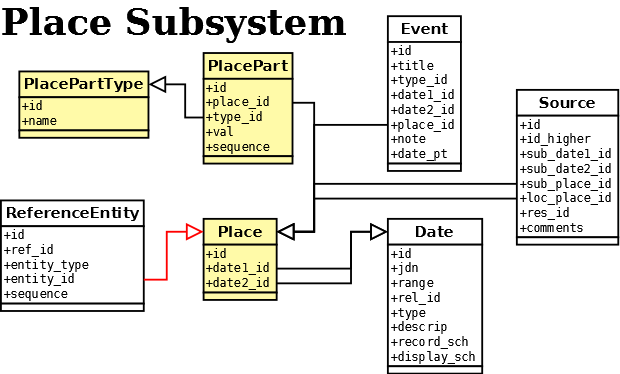 Place Subsystem
PlacePartType
+id
+name
PlacePart
+id
+place_id
+type_id
+val
+sequence
Event
+id
+title
+type_id
+date1_id
+date2_id
+place_id
+note
+date_pt
Source
+id
+id_higher
+sub_date1_id
+sub_date2_id
+sub_place_id
+loc_place_id
+res_id
+comments
ReferenceEntity
+id
+ref_id
+entity_type
+entity_id
+sequence
Place
+id
+date1_id
+date2_id
Date
+id
+jdn
+range
+rel_id
+type
+descrip
+record_sch
+display_sch